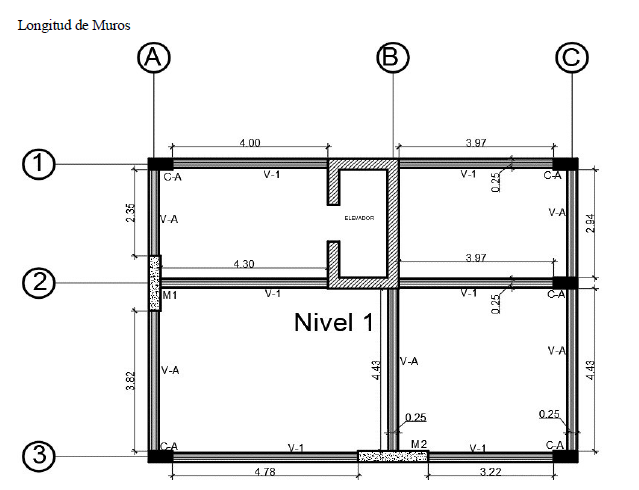 Longitud de Muros
A
B
C
1
4.00
3.97
C-A
V-1
V-1
0.25
C-A
2.35
V-A
ELEVADOR
V-A
2.94
4.30
3.97
2
M1
V-1
V-1
0.25
C-A
Nivel 1
V-A
4.43
V-A
V-A
4.43
3.82
0.25
0.25
C-A
V-1
M2
V-1
C-A
3
4.78
3.22